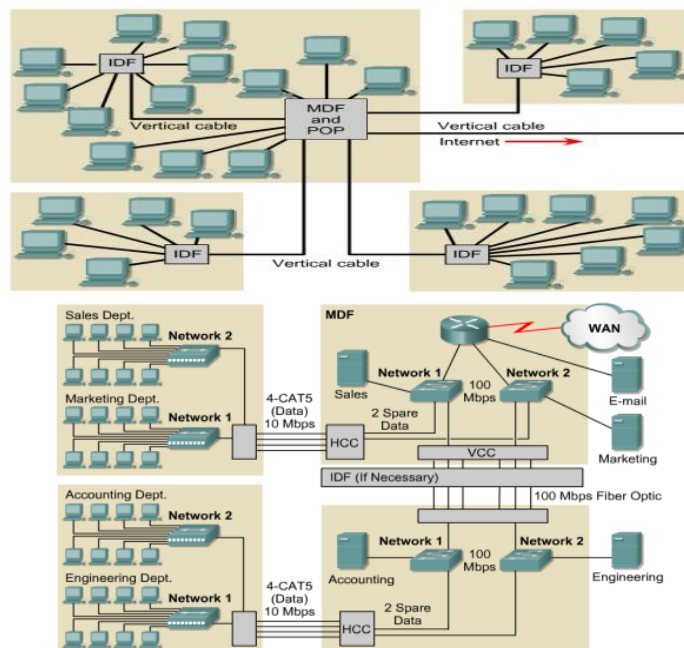 IDF
MDF
and
POP
IDF
Vertical cable
Vertical cable
Internet
IDF
IDF
Vertical cable
Sales Dept.
Network 2
Marketing Dept.
Network 1
4-CAT5
(Data)
10 Mbps
HCC
MDF
WAN
Network 1
Network 2
Sales
100
Mbps
E-mail
2 Spare
Data
Marketing
VCC
IDF (If Necessary)
100 Mbps Fiber Optic
Accounting Dept.
Network 2
Engineering Dept.
Network 1
4-CAT5
(Data)
10 Mbps
HCC
Network 1
Network 2
100
Mbps
Accounting
Engineering
2 Spare
Data